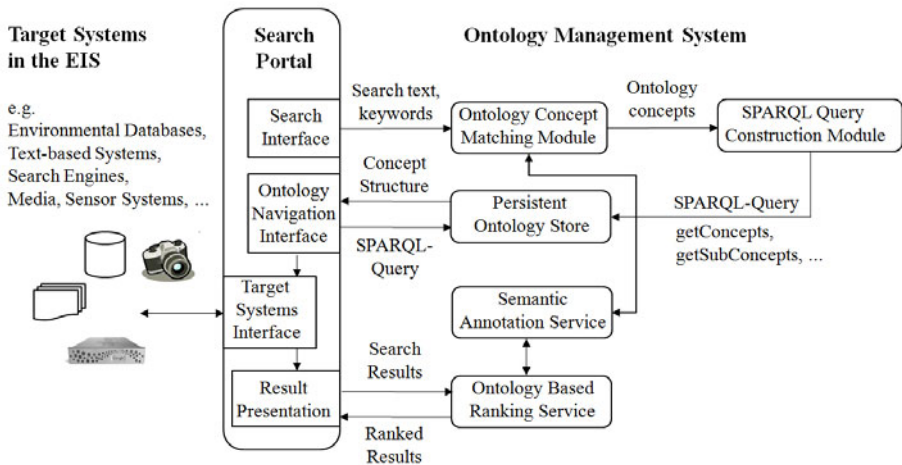 Target Systems
in the EIS
e.g.
Environmental Databases,
Text-based Systems,
Search Engines,
Media, Sensor Systems, ...
Search
Portal
Search
Interface
Ontology
Navigation
Interface
Target
Systems
Interface
Result
Presentation
Ontology Management System
Search text,
keywords
Ontology Concept
Matching Module
Ontology
concepts
SPARQL Query
Construction Module
Concept
Structure
Persistent
Ontology Store
SPARQL-
Query
SPARQL-Query
getConcepts,
getSubConcepts, ...
Semantic
Annotation Service
Search
Results
Ontology Based
Ranking Service
Ranked
Results